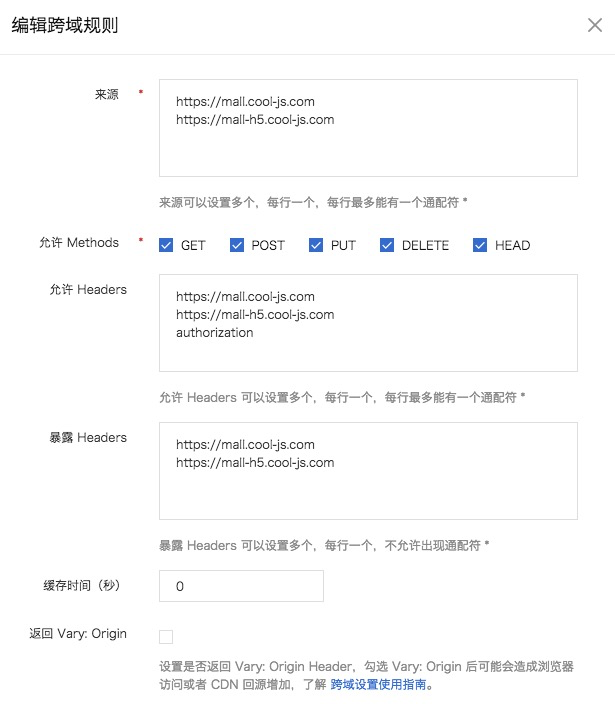 编辑跨域规则
来源 *
https://mall.cool-js.com
https://mall-h5.cool-js.com
来源可以设置多个，每行一个，每行最多能有一个通配符 *
允许 Methods * GET POST PUT DELETE HEAD
允许 Headers
https://mall.cool-js.com
https://mall-h5.cool-js.com
authorization
允许 Headers 可以设置多个，每行一个，每行最多能有一个通配符 *
暴露 Headers
https://mall.cool-js.com
https://mall-h5.cool-js.com
暴露 Headers 可以设置多个，每行一个，不允许出现通配符 *
缓存时间（秒） 0
返回 Vary: Origin
设置是否返回 Vary: Origin Header，勾选 Vary: Origin 后可能会造成浏览器
访问或者 CDN 回源增加，了解 跨域设置使用指南。